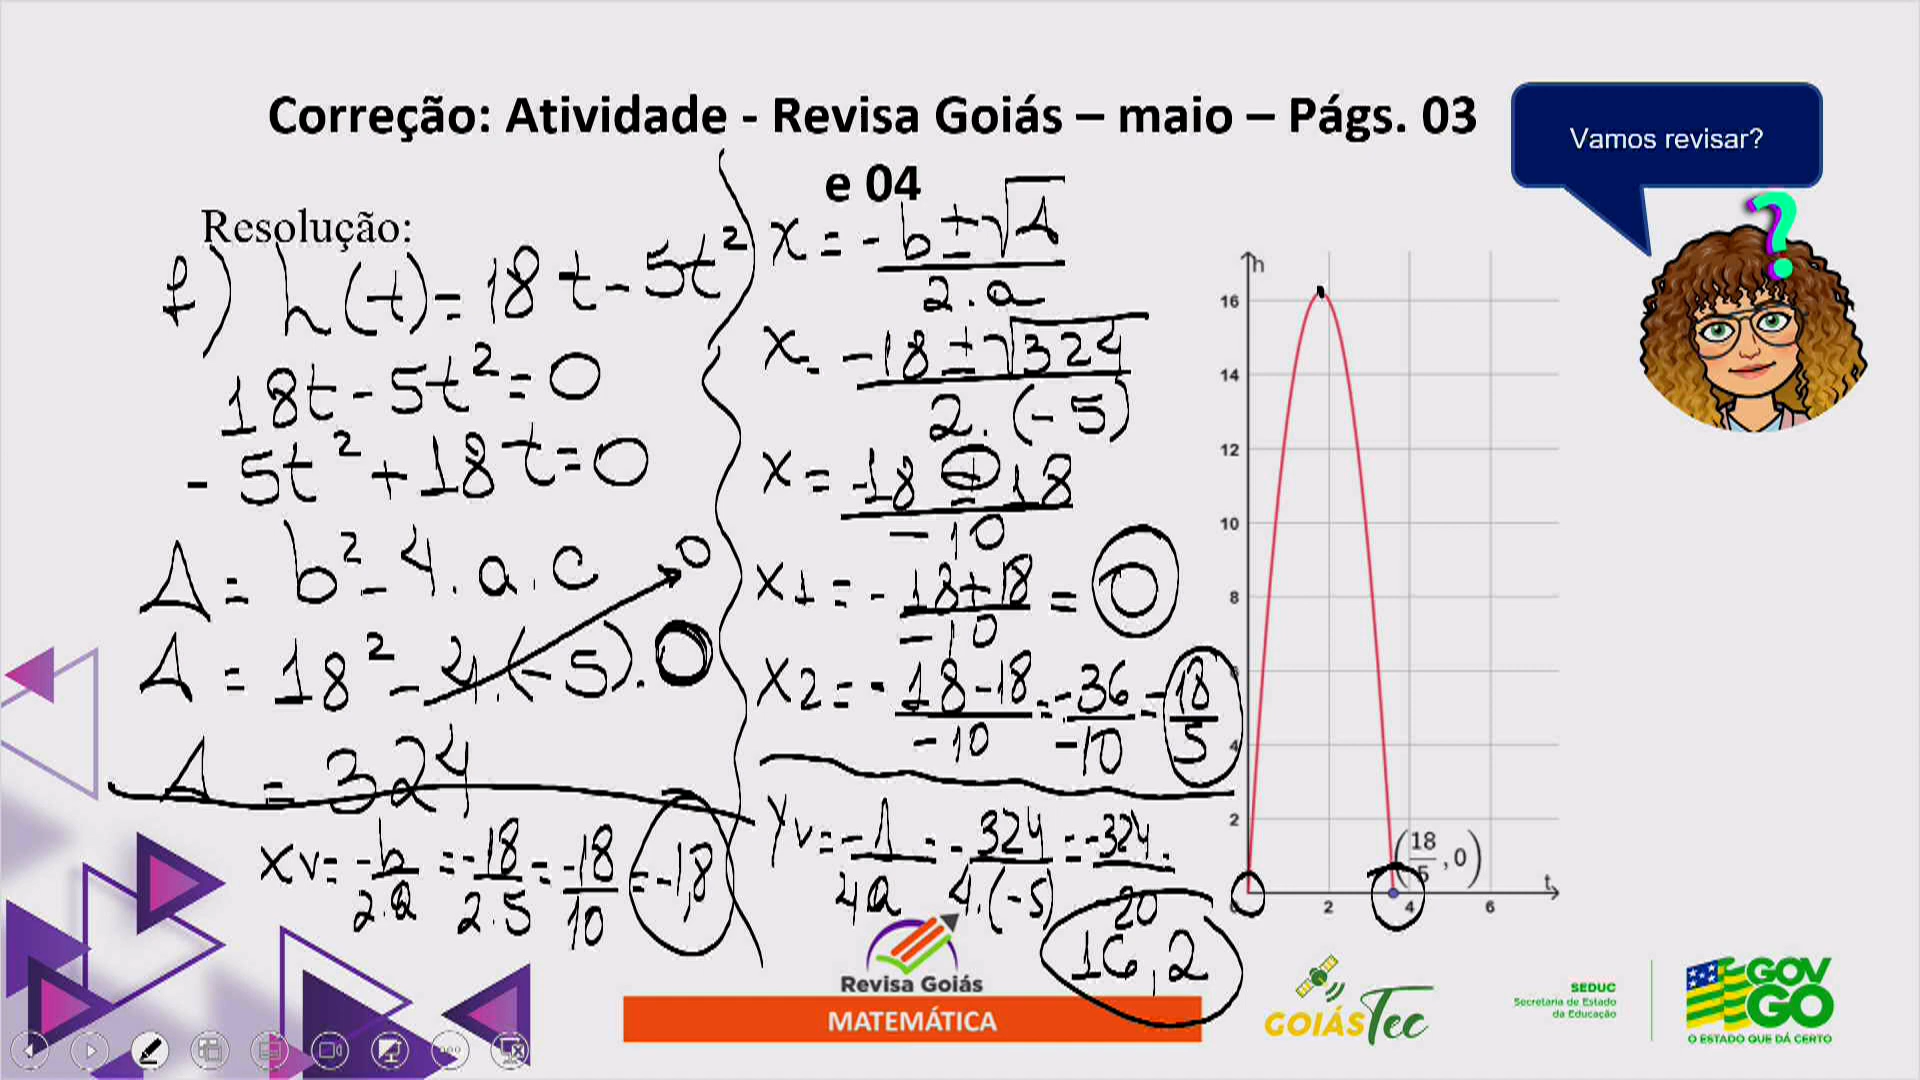 Correção: Atividade - Revisa Goiás – maio – Págs. 03
e 04
Vamos revisar?
?
Resolução:
f) h(t)= 18t - 5t²
18t - 5t² = 0
- 5t² + 18t = 0
Δ = b² - 4.a.c
0
Δ = 18² - 4.(-5).0
Δ = 324
xv = -b/2.a = -18/2.5 = -18/10 = -1,8
x = -b ± √Δ / 2.a
x = -18 ± √324 / 2.(-5)
x = -18 ± 18 / -10
x1 = -18+18 / -10 = 0
x2 = -18-18 / -10 = -36/-10 = 18/5
yv = -Δ/4a = -324/4.(-5) = -324/20
16,2
h
16
14
12
10
8
4
2
(18/5, 0)
2 4 6
t
Revisa Goiás
MATEMÁTICA
GOIÁSTec
SEDUC
Secretaria de Estado
da Educação
GOV
GO
O ESTADO QUE DÁ CERTO